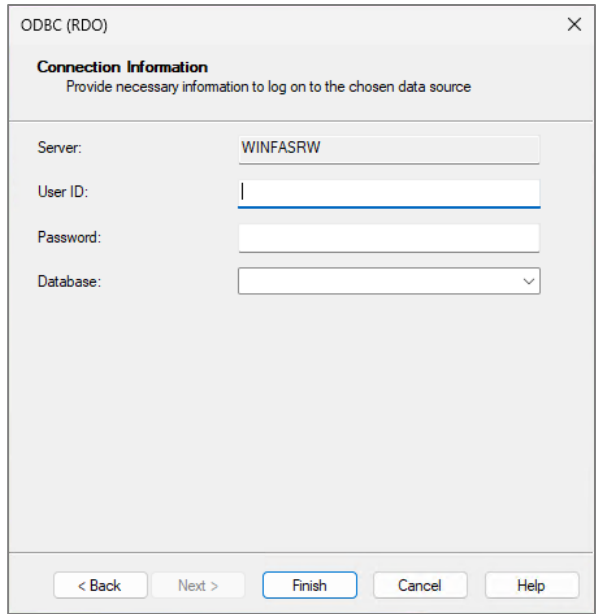 ODBC (RDO)
Connection Information
Provide necessary information to log on to the chosen data source
Server: WINFASRW
User ID:
Password:
Database:
< Back Next > Finish Cancel Help